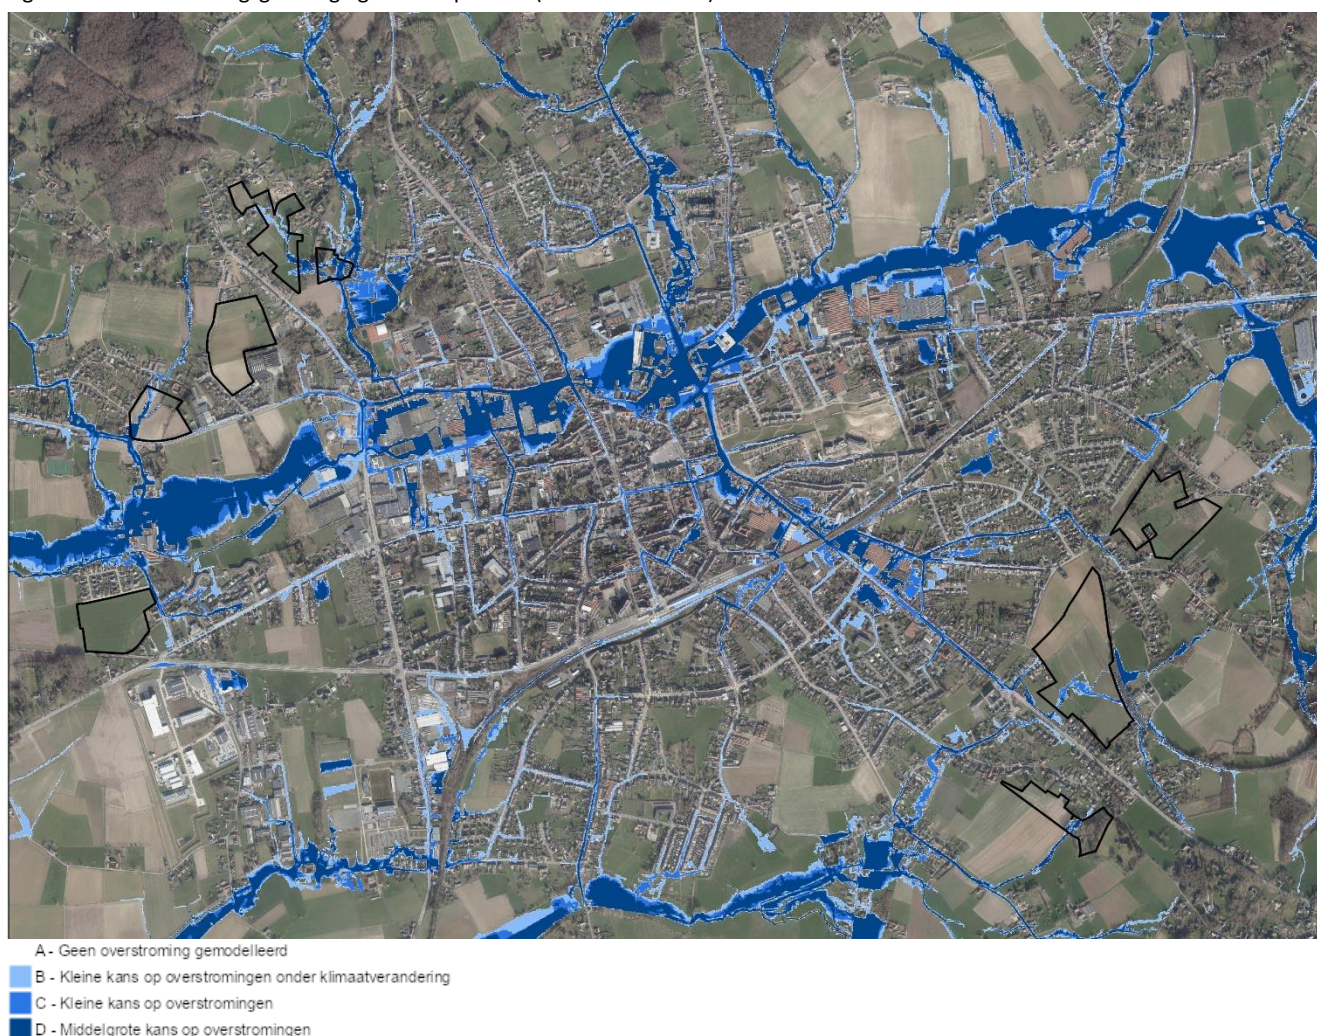 A - Geen overstroming gemodelleerd
B - Kleine kans op overstromingen onder klimaatverandering
C - Kleine kans op overstromingen
D - Middelgrote kans op overstromingen